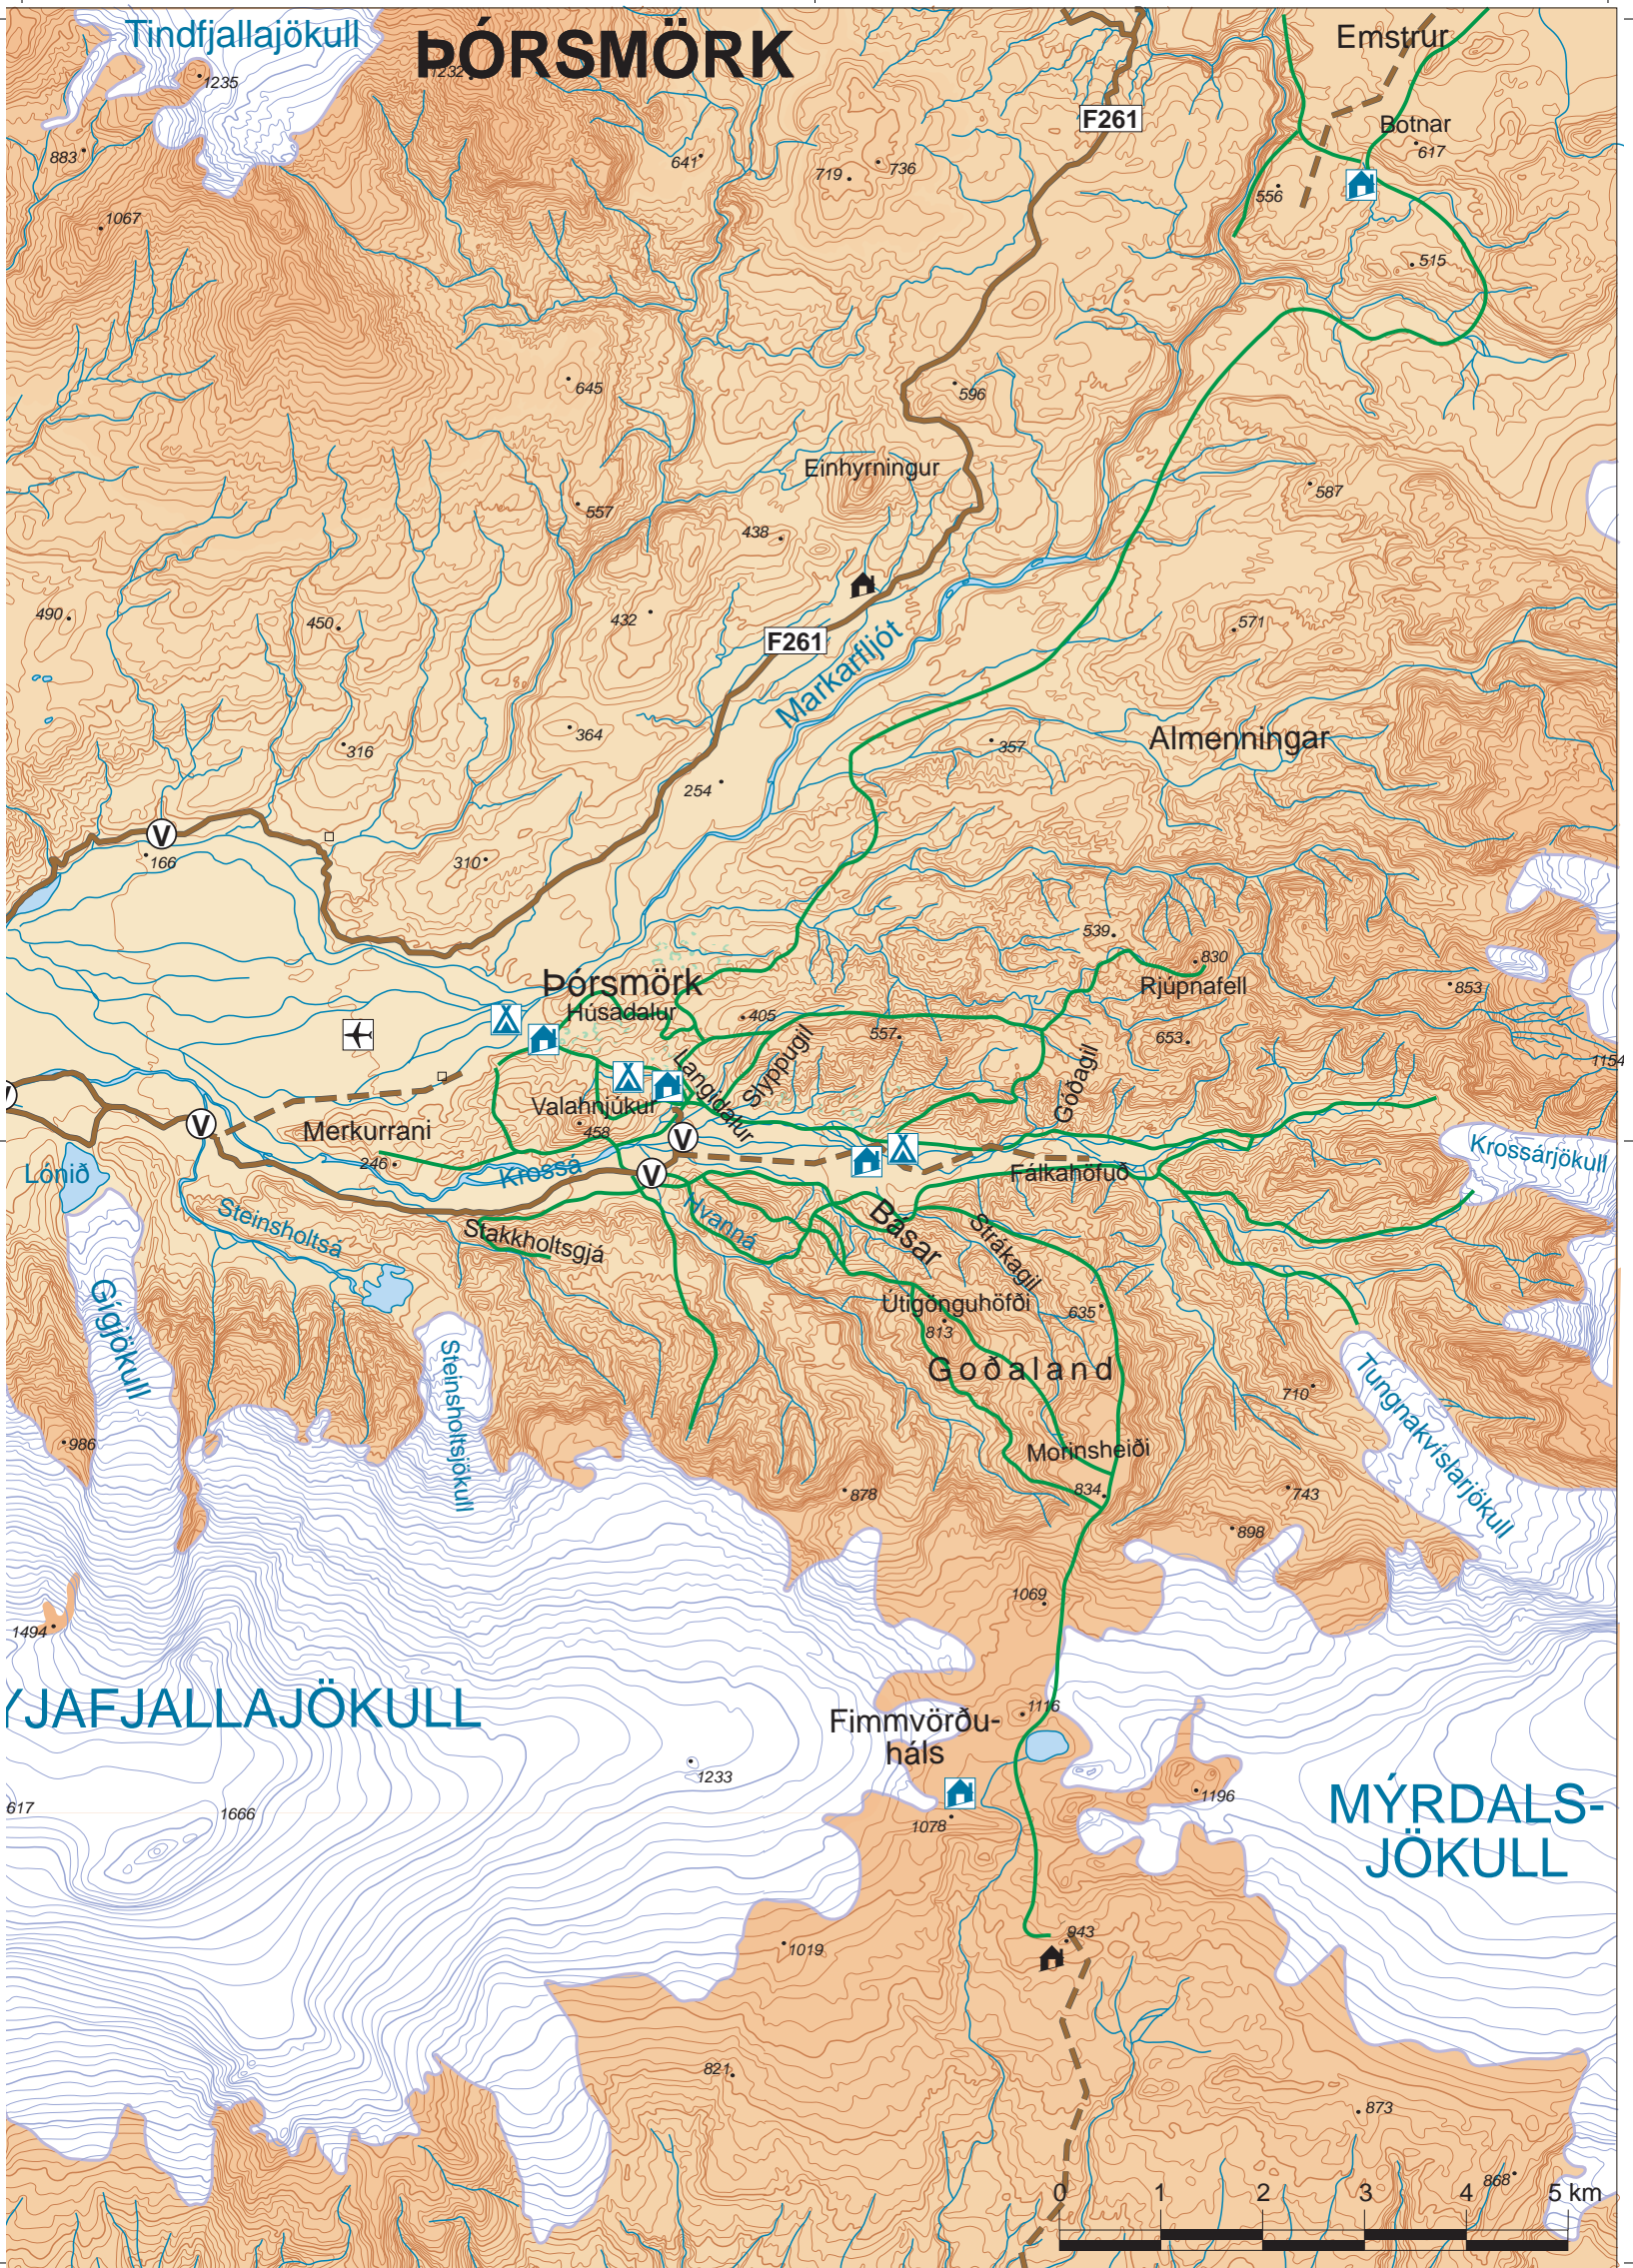 Tindfjallajökull
ÞÓRSMÖRK
Emstrur
1232
1235
F261
Botnar
617
883
641
719
736
556
1067
515
645
596
Einhyrningur
587
557
438
490
450
432
571
F261
Markarfljót
364
316
357
Almenningar
254
V
166
310
539
830
Rjúpnafell
853
Þórsmörk
Húsadalur
405
557
653
1154
Slyppugil
Langidalur
Góðagil
V
Valahnjúkur
458
V
Merkurrani
V
246
Krossá
V
Fálkahöfuð
Krossárjökull
Lónið
Steinsholtsá
Hvanná
Básar
Strákagil
Stakkholtsgjá
Gígjökull
Útigönguhöfði
813
635
Steinsholtsjökull
Goðaland
710
Tungnakvíslarjökull
986
Morinsheiði
834
878
743
898
1069
1494
YJAFJALLAJÖKULL
1116
Fimmvörðu-
háls
1233
617
1666
1078
1196
MÝRDALS-
JÖKULL
943
1019
821
873
868
0 1 2 3 4 5 km